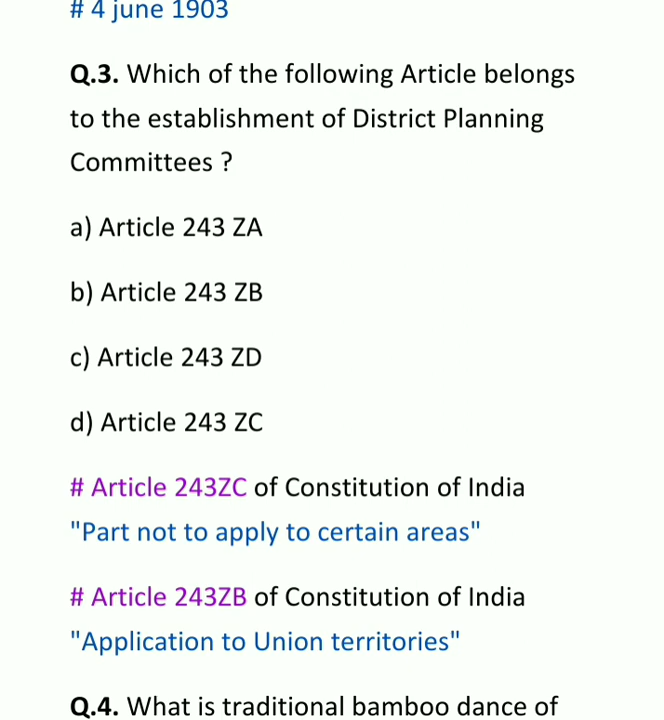 # 4 june 1903
Q.3. Which of the following Article belongs
to the establishment of District Planning
Committees ?
a) Article 243 ZA
b) Article 243 ZB
c) Article 243 ZD
d) Article 243 ZC
# Article 243ZC of Constitution of India
"Part not to apply to certain areas"
# Article 243ZB of Constitution of India
"Application to Union territories"
Q.4. What is traditional bamboo dance of